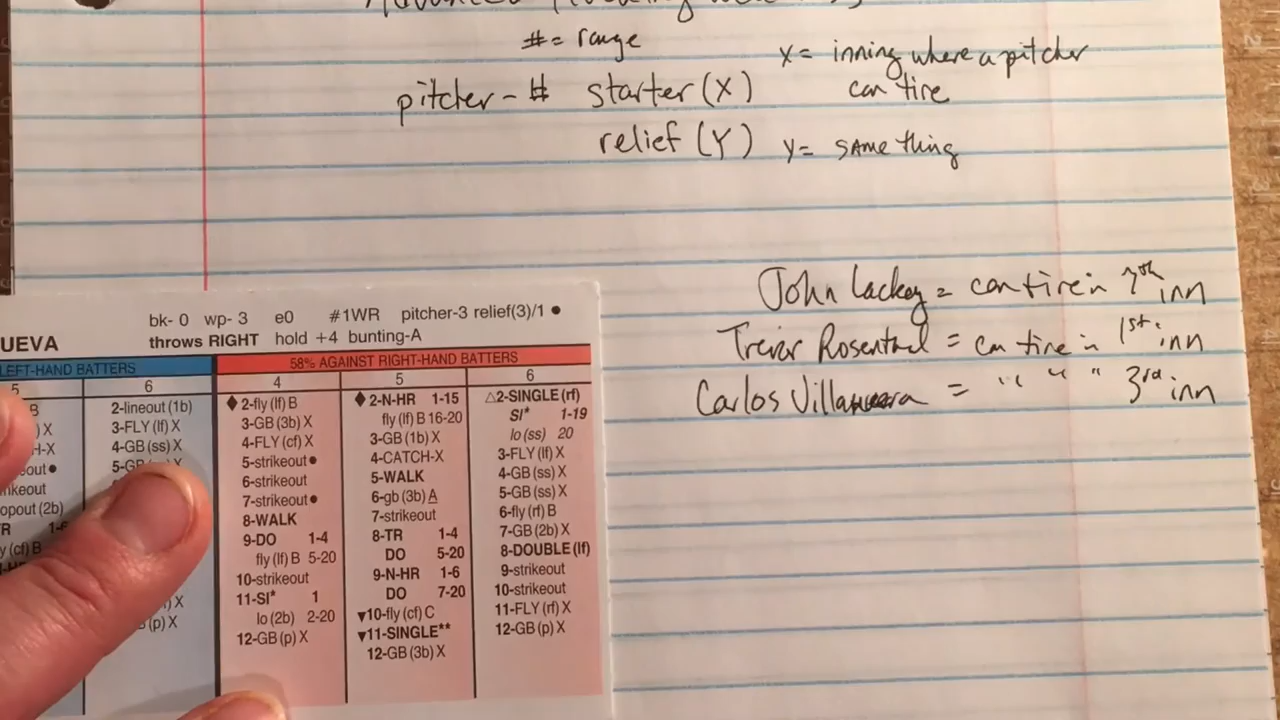 Advanced
#= range
x= inning where a pitcher
can tire
pitcher - # starter (X)
relief (Y) y= same thing
John Lackey = can tire in 7th inn
Trevor Rosenthal = can tire in 1st inn
Carlos Villanueva = " " " 3rd inn
bk- 0 wp- 3 e0 #1WR pitcher-3 relief(3)/1 ●
UEVA throws RIGHT hold +4 bunting-A
LEFT-HAND BATTERS
5 6
2-lineout (1b)
3-FLY (lf) X
4-GB (ss) X
58% AGAINST RIGHT-HAND BATTERS
4
♦2-fly (lf) B
3-GB (3b) X
4-FLY (cf) X
5-strikeout ●
6-strikeout
7-strikeout ●
8-WALK
9-DO 1-4
fly (lf) B 5-20
10-strikeout
11-SI* 1
lo (2b) 2-20
12-GB (p) X
5
♦2-N-HR 1-15
fly (lf) B 16-20
3-GB (1b) X
4-CATCH-X
5-WALK
6-gb (3b) A
7-strikeout
8-TR 1-4
DO 5-20
9-N-HR 1-6
DO 7-20
▼10-fly (cf) C
▼11-SINGLE**
12-GB (3b) X
6
△2-SINGLE (rf)
SI* 1-19
lo (ss) 20
3-FLY (lf) X
4-GB (ss) X
5-GB (ss) X
6-fly (rf) B
7-GB (2b) X
8-DOUBLE (lf)
9-strikeout
10-strikeout
11-FLY (rf) X
12-GB (p) X